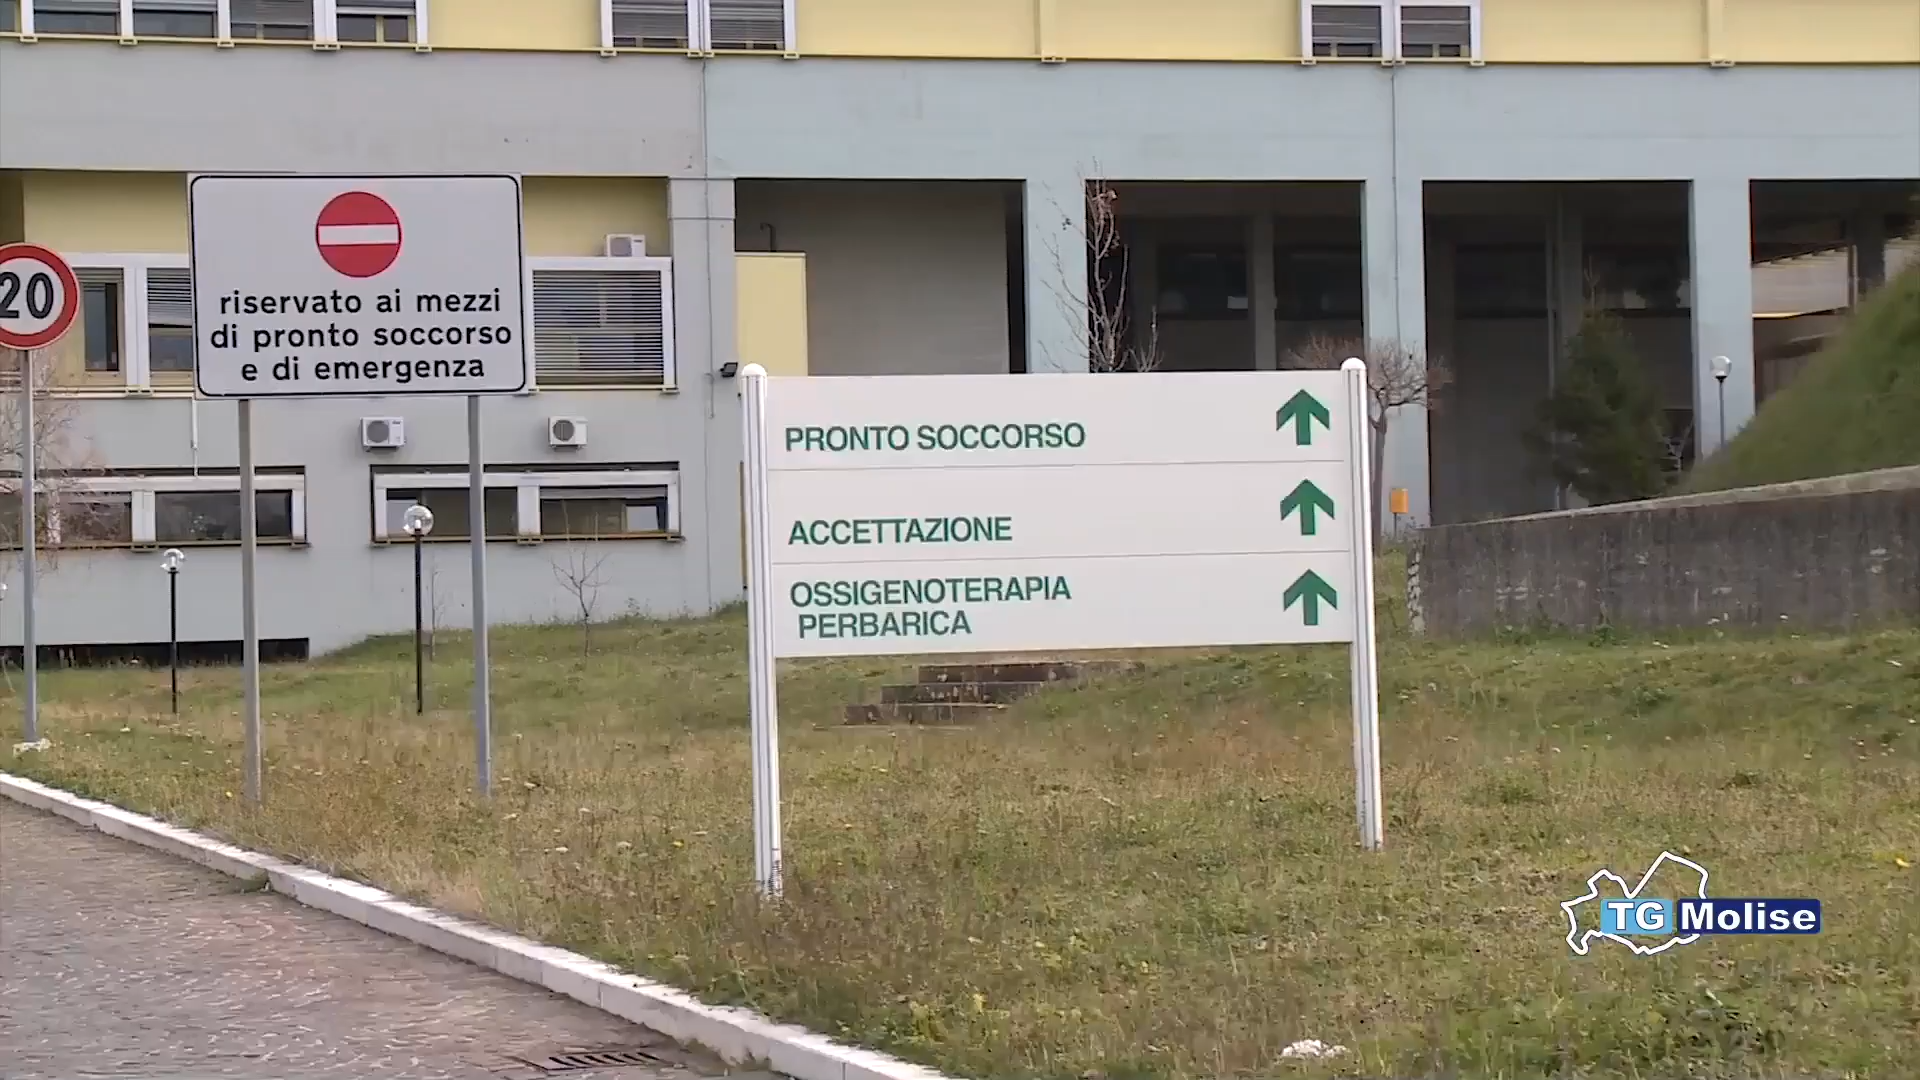 20
riservato ai mezzi
di pronto soccorso
e di emergenza
PRONTO SOCCORSO
ACCETTAZIONE
OSSIGENOTERAPIA
PERBARICA
TG Molise